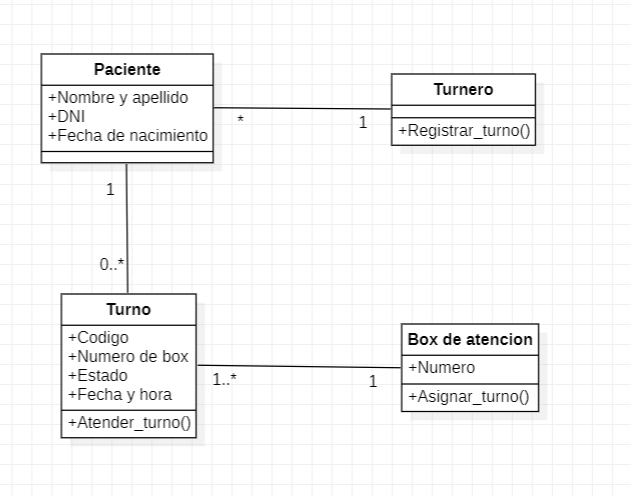 Paciente
+Nombre y apellido
+DNI
+Fecha de nacimiento
Turnero
+Registrar_turno()
*
1
1
0..*
Turno
+Codigo
+Numero de box
+Estado
+Fecha y hora
+Atender_turno()
Box de atencion
+Numero
+Asignar_turno()
1..*
1